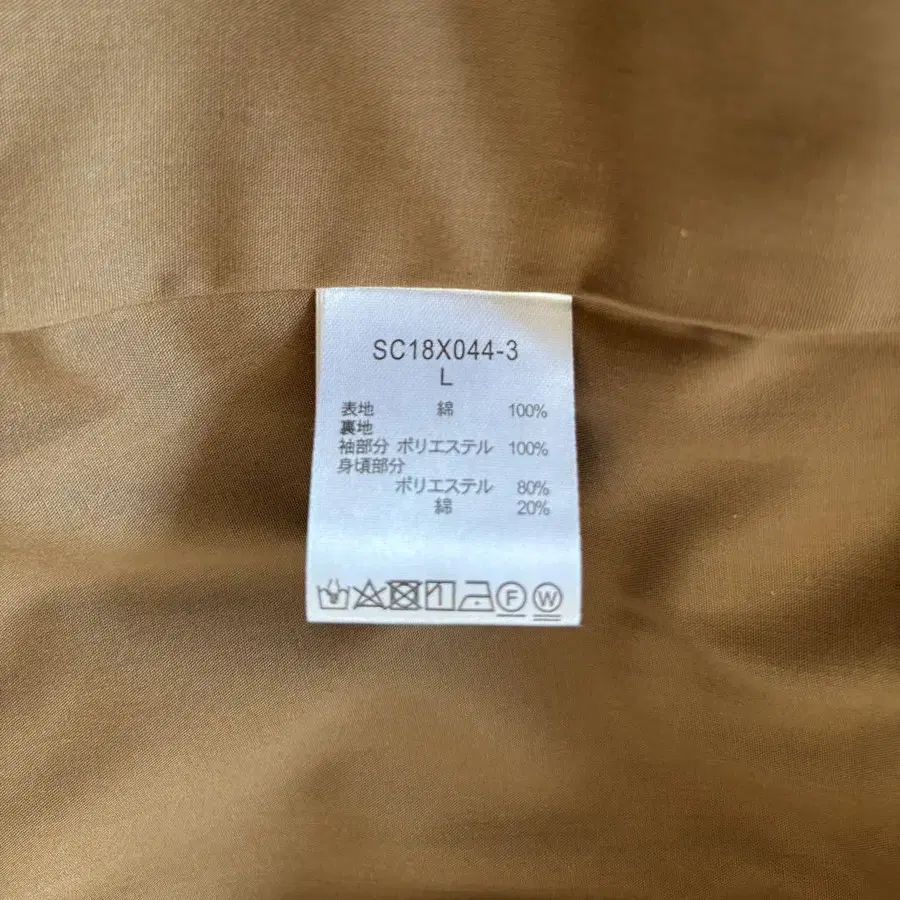 SC18X044-3
L
表地 綿 100%
裏地
袖部分 ポリエステル 100%
身頃部分
ポリエステル 80%
綿 20%
F W